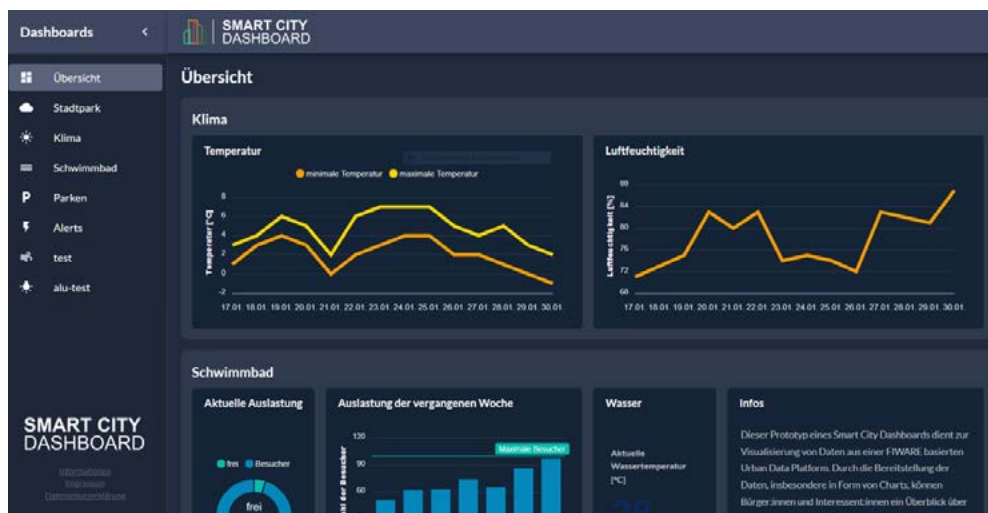 Dashboards
SMART CITY
DASHBOARD
Übersicht
Stadtpark
Klima
Schwimmbad
P Parken
Alerts
test
alu-test
SMART CITY
DASHBOARD
Informationen
Impressum
Datenschutzerklärung
Übersicht
Klima
Temperatur
minimale Temperatur maximale Temperatur
Temperatur [°C]
8
6
4
2
0
-2
17.01. 18.01. 19.01. 20.01. 21.01. 22.01. 23.01. 24.01. 25.01. 26.01. 27.01. 28.01. 29.01. 30.01.
Luftfeuchtigkeit
Luftfeuchtigkeit [%]
88
84
80
76
72
68
17.01. 18.01. 19.01. 20.01. 21.01. 22.01. 23.01. 24.01. 25.01. 26.01. 27.01. 28.01. 29.01. 30.01.
Schwimmbad
Aktuelle Auslastung
frei Besucher
frei
Auslastung der vergangenen Woche
Maximale Besucher
hl der Besucher
120
90
60
Wasser
Aktuelle
Wassertemperatur
[°C]
Infos
Dieser Prototyp eines Smart City Dashboards dient zur
Visualisierung von Daten aus einer FIWARE basierten
Urban Data Platform. Durch die Bereitstellung der
Daten, insbesondere in Form von Charts, können
Bürger:innen und Interessent:innen ein Überblick über